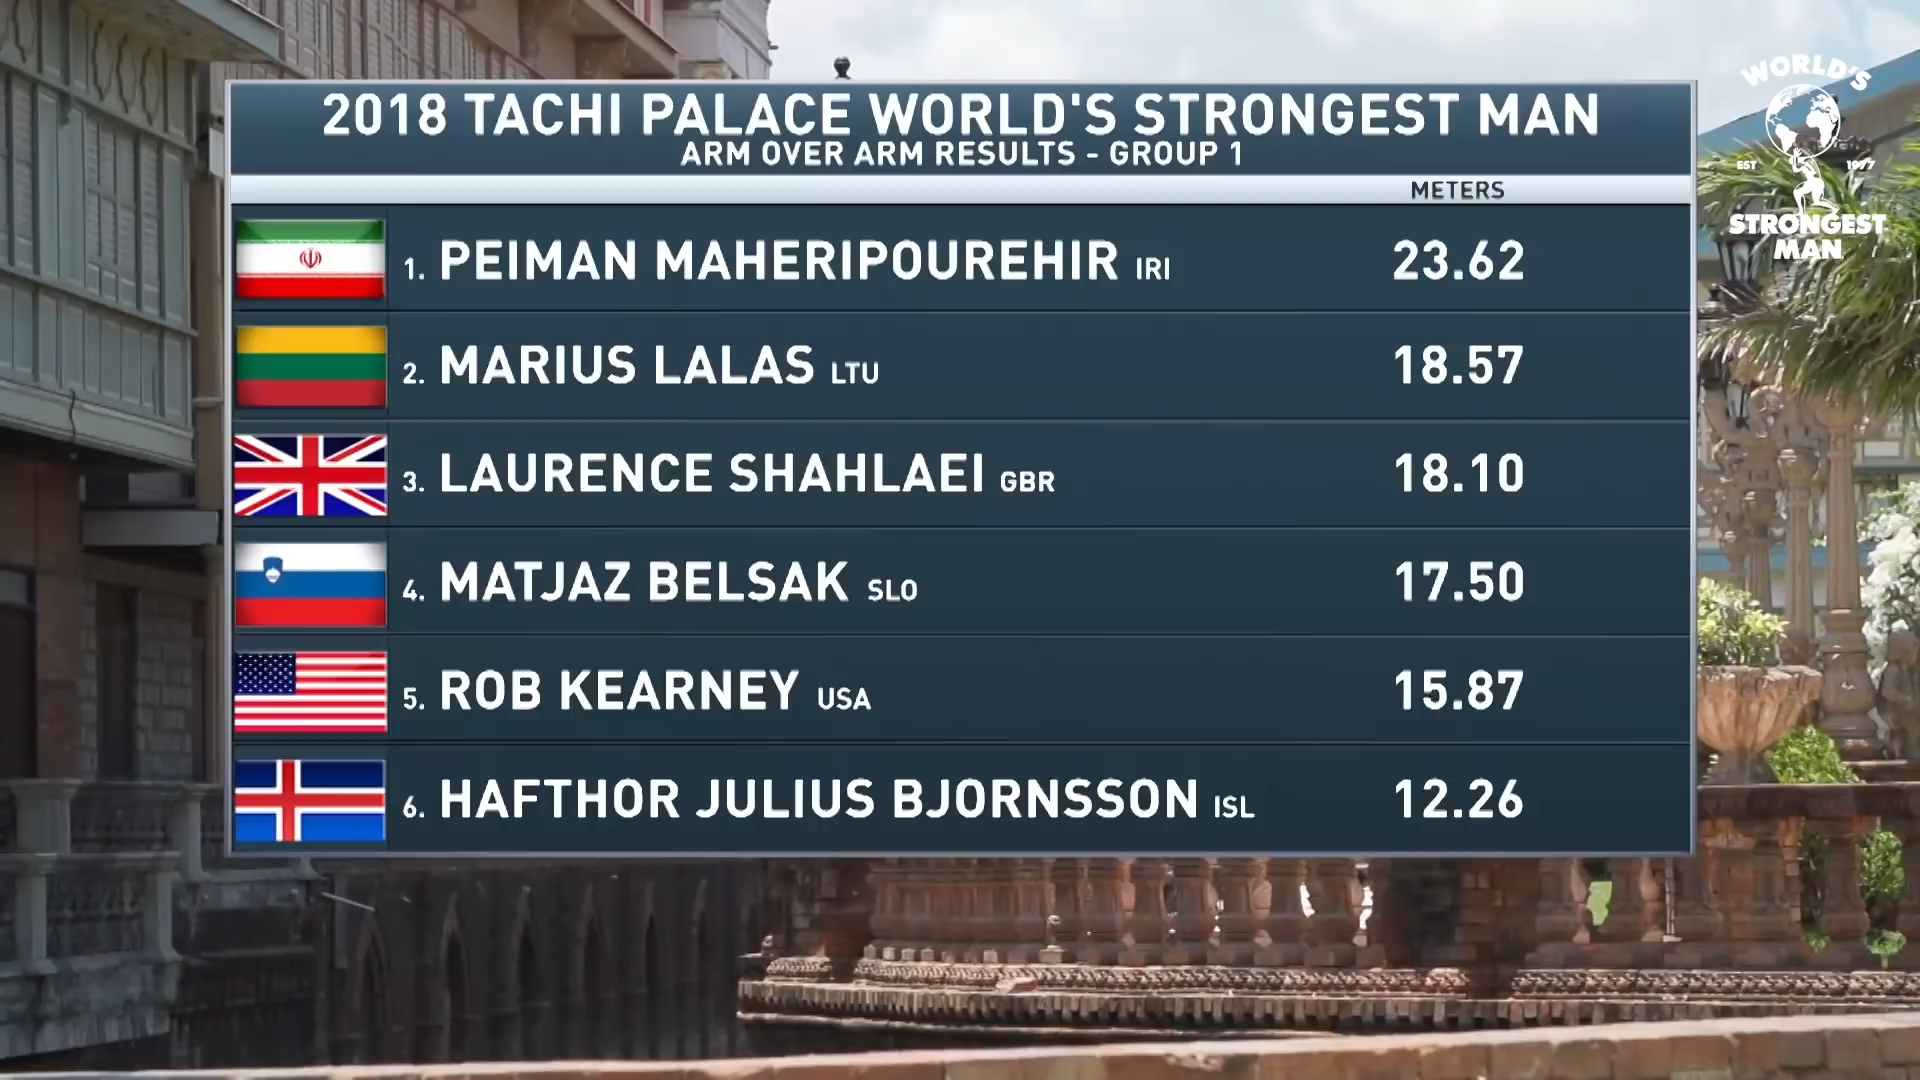 2018 TACHI PALACE WORLD'S STRONGEST MAN
ARM OVER ARM RESULTS - GROUP 1
METERS
1. PEIMAN MAHERIPOUREHIR IRI 23.62
2. MARIUS LALAS LTU 18.57
3. LAURENCE SHAHLAEI GBR 18.10
4. MATJAZ BELSAK SLO 17.50
5. ROB KEARNEY USA 15.87
6. HAFTHOR JULIUS BJORNSSON ISL 12.26
WORLD'S
EST 1977
STRONGEST
MAN